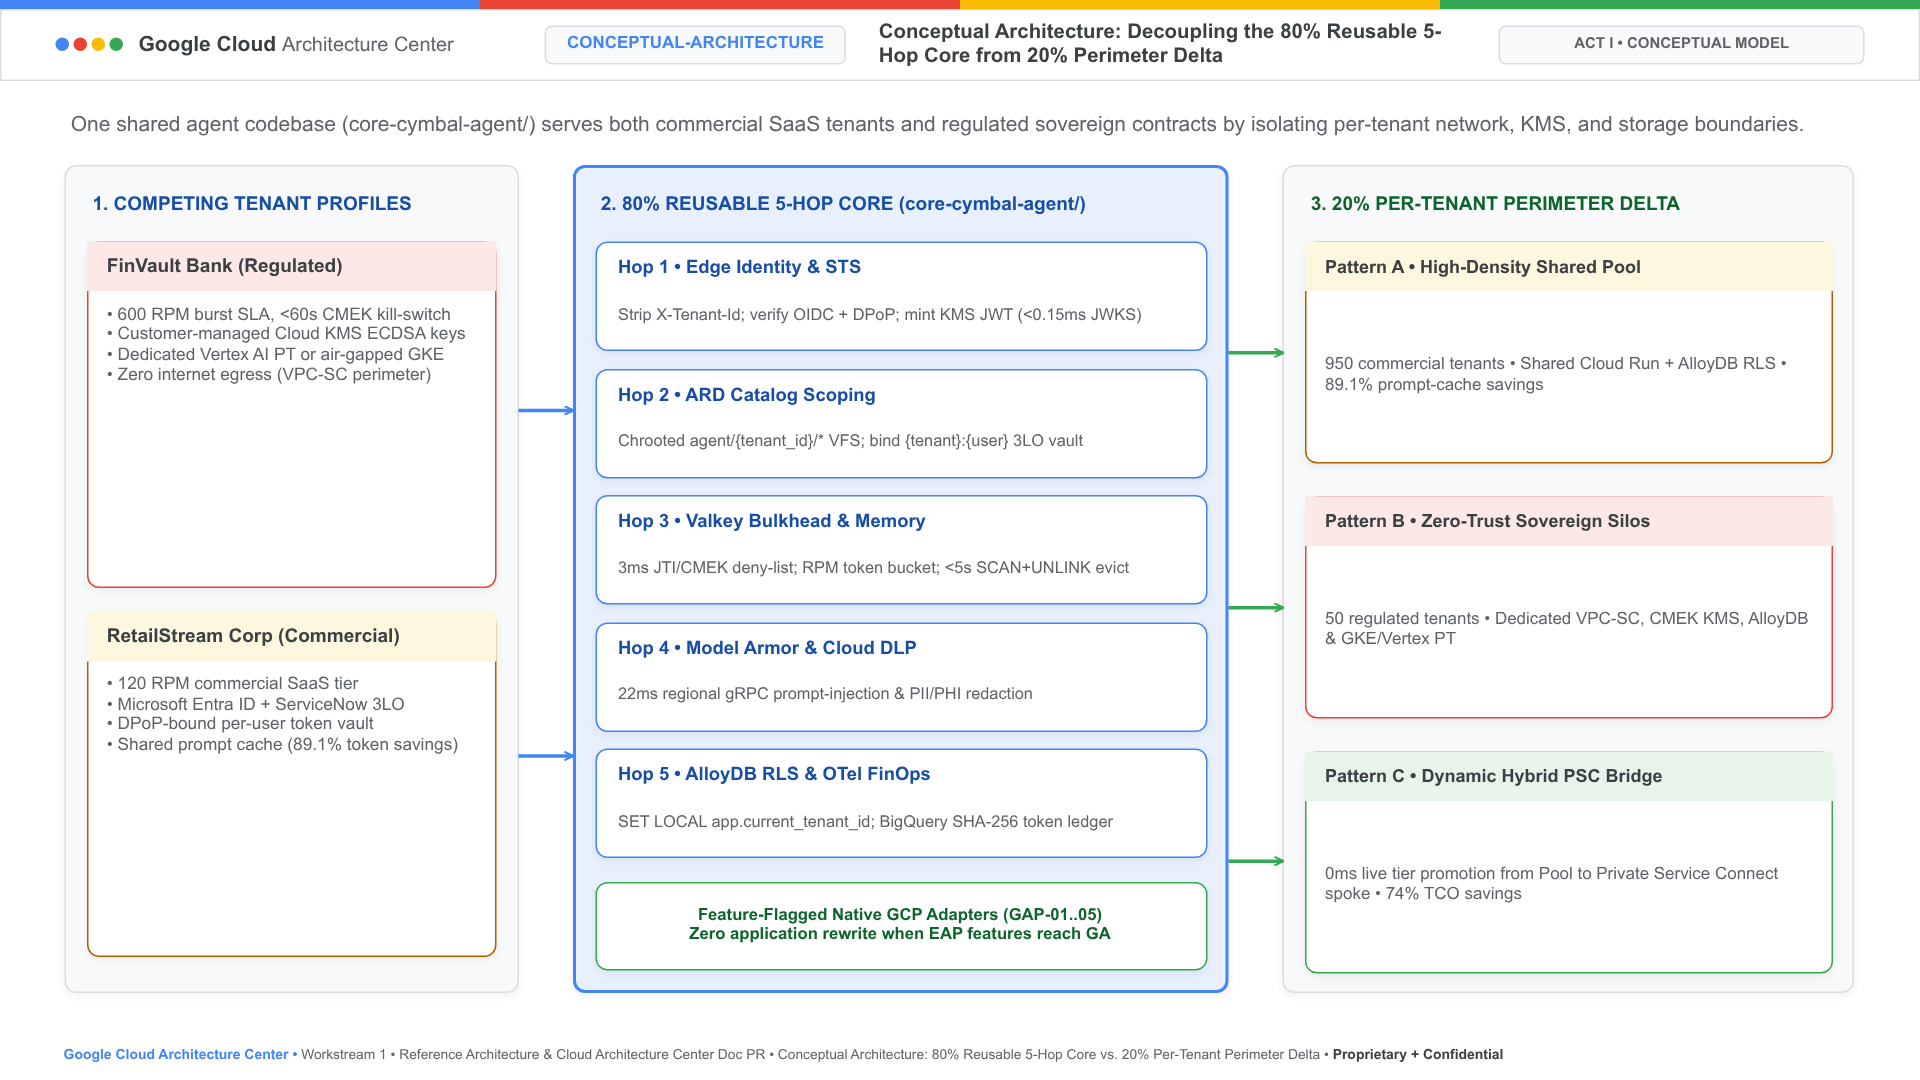 Google Cloud Architecture Center
CONCEPTUAL-ARCHITECTURE
Conceptual Architecture: Decoupling the 80% Reusable 5-
Hop Core from 20% Perimeter Delta
ACT I • CONCEPTUAL MODEL
One shared agent codebase (core-cymbal-agent/) serves both commercial SaaS tenants and regulated sovereign contracts by isolating per-tenant network, KMS, and storage boundaries.
1. COMPETING TENANT PROFILES
FinVault Bank (Regulated)
• 600 RPM burst SLA, <60s CMEK kill-switch
• Customer-managed Cloud KMS ECDSA keys
• Dedicated Vertex AI PT or air-gapped GKE
• Zero internet egress (VPC-SC perimeter)
RetailStream Corp (Commercial)
• 120 RPM commercial SaaS tier
• Microsoft Entra ID + ServiceNow 3LO
• DPoP-bound per-user token vault
• Shared prompt cache (89.1% token savings)
2. 80% REUSABLE 5-HOP CORE (core-cymbal-agent/)
Hop 1 • Edge Identity & STS
Strip X-Tenant-Id; verify OIDC + DPoP; mint KMS JWT (<0.15ms JWKS)
Hop 2 • ARD Catalog Scoping
Chrooted agent/{tenant_id}/* VFS; bind {tenant}:{user} 3LO vault
Hop 3 • Valkey Bulkhead & Memory
3ms JTI/CMEK deny-list; RPM token bucket; <5s SCAN+UNLINK evict
Hop 4 • Model Armor & Cloud DLP
22ms regional gRPC prompt-injection & PII/PHI redaction
Hop 5 • AlloyDB RLS & OTel FinOps
SET LOCAL app.current_tenant_id; BigQuery SHA-256 token ledger
Feature-Flagged Native GCP Adapters (GAP-01..05)
Zero application rewrite when EAP features reach GA
3. 20% PER-TENANT PERIMETER DELTA
Pattern A • High-Density Shared Pool
950 commercial tenants • Shared Cloud Run + AlloyDB RLS •
89.1% prompt-cache savings
Pattern B • Zero-Trust Sovereign Silos
50 regulated tenants • Dedicated VPC-SC, CMEK KMS, AlloyDB
& GKE/Vertex PT
Pattern C • Dynamic Hybrid PSC Bridge
0ms live tier promotion from Pool to Private Service Connect
spoke • 74% TCO savings
Google Cloud Architecture Center • Workstream 1 • Reference Architecture & Cloud Architecture Center Doc PR • Conceptual Architecture: 80% Reusable 5-Hop Core vs. 20% Per-Tenant Perimeter Delta • Proprietary + Confidential